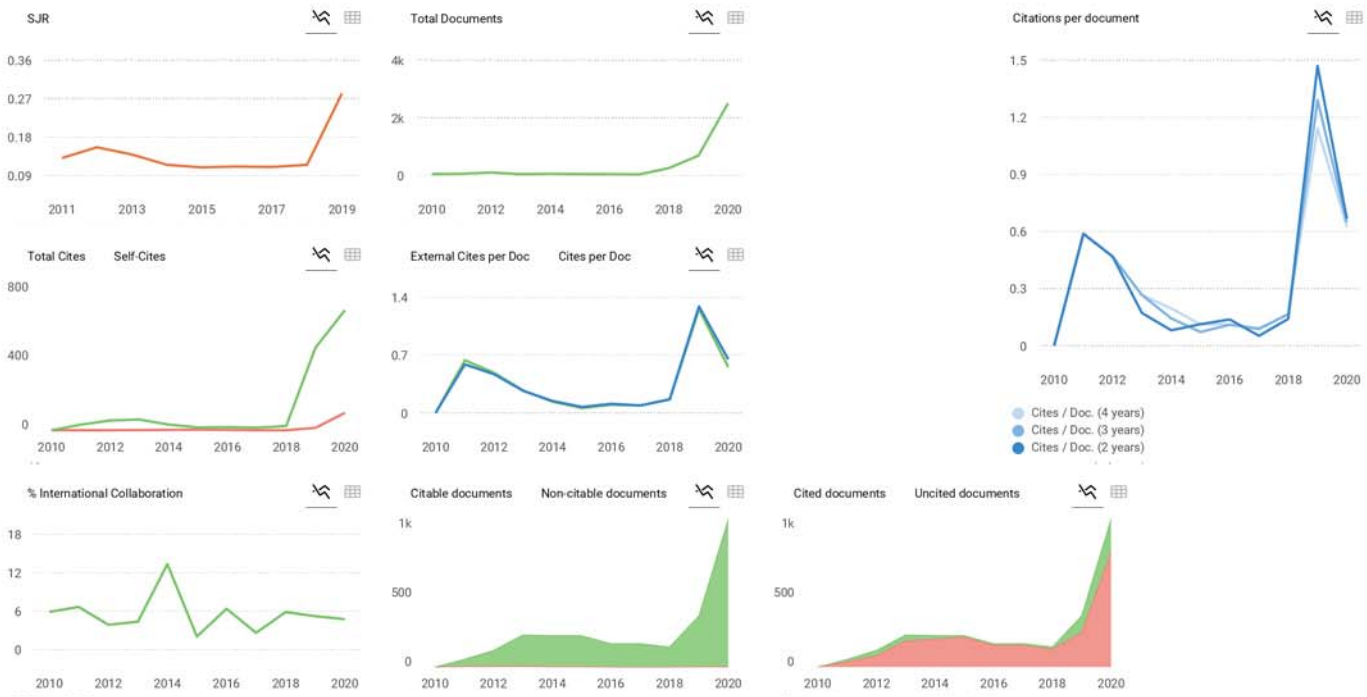 SJR
0.36
0.27
0.18
0.09
2011 2013 2015 2017 2019
Total Documents
4k
2k
0
2010 2012 2014 2016 2018 2020
Citations per document
1.5
1.2
0.9
0.6
0.3
0
2010 2012 2014 2016 2018 2020
Cites / Doc. (4 years)
Cites / Doc. (3 years)
Cites / Doc. (2 years)
Total Cites Self-Cites
800
400
0
2010 2012 2014 2016 2018 2020
External Cites per Doc Cites per Doc
1.4
0.7
0
2010 2012 2014 2016 2018 2020
% International Collaboration
18
12
6
0
2010 2012 2014 2016 2018 2020
Citable documents Non-citable documents
1k
500
0
2010 2012 2014 2016 2018 2020
Cited documents Uncited documents
1k
500
0
2010 2012 2014 2016 2018 2020